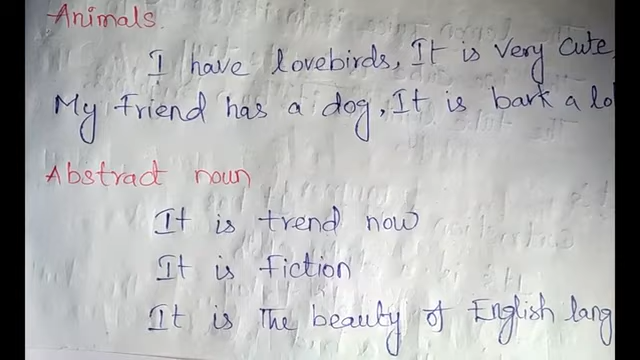 Animals.
I have lovebirds, It is very cute
My Friend has a dog, It is bark a lo
Abstract noun
It is trend now
It is Fiction
It is The beauty of English lang